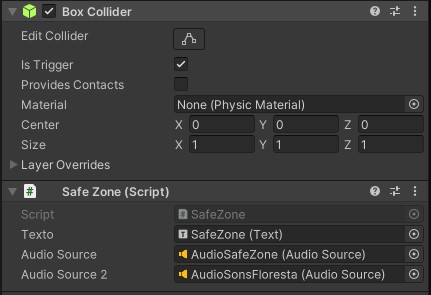 Box Collider
Edit Collider
Is Trigger
Provides Contacts
Material None (Physic Material)
Center X 0 Y 0 Z 0
Size X 1 Y 1 Z 1
Layer Overrides
# Safe Zone (Script)
Script # SafeZone
Texto T SafeZone (Text)
Audio Source AudioSafeZone (Audio Source)
Audio Source 2 AudioSonsFloresta (Audio Source)